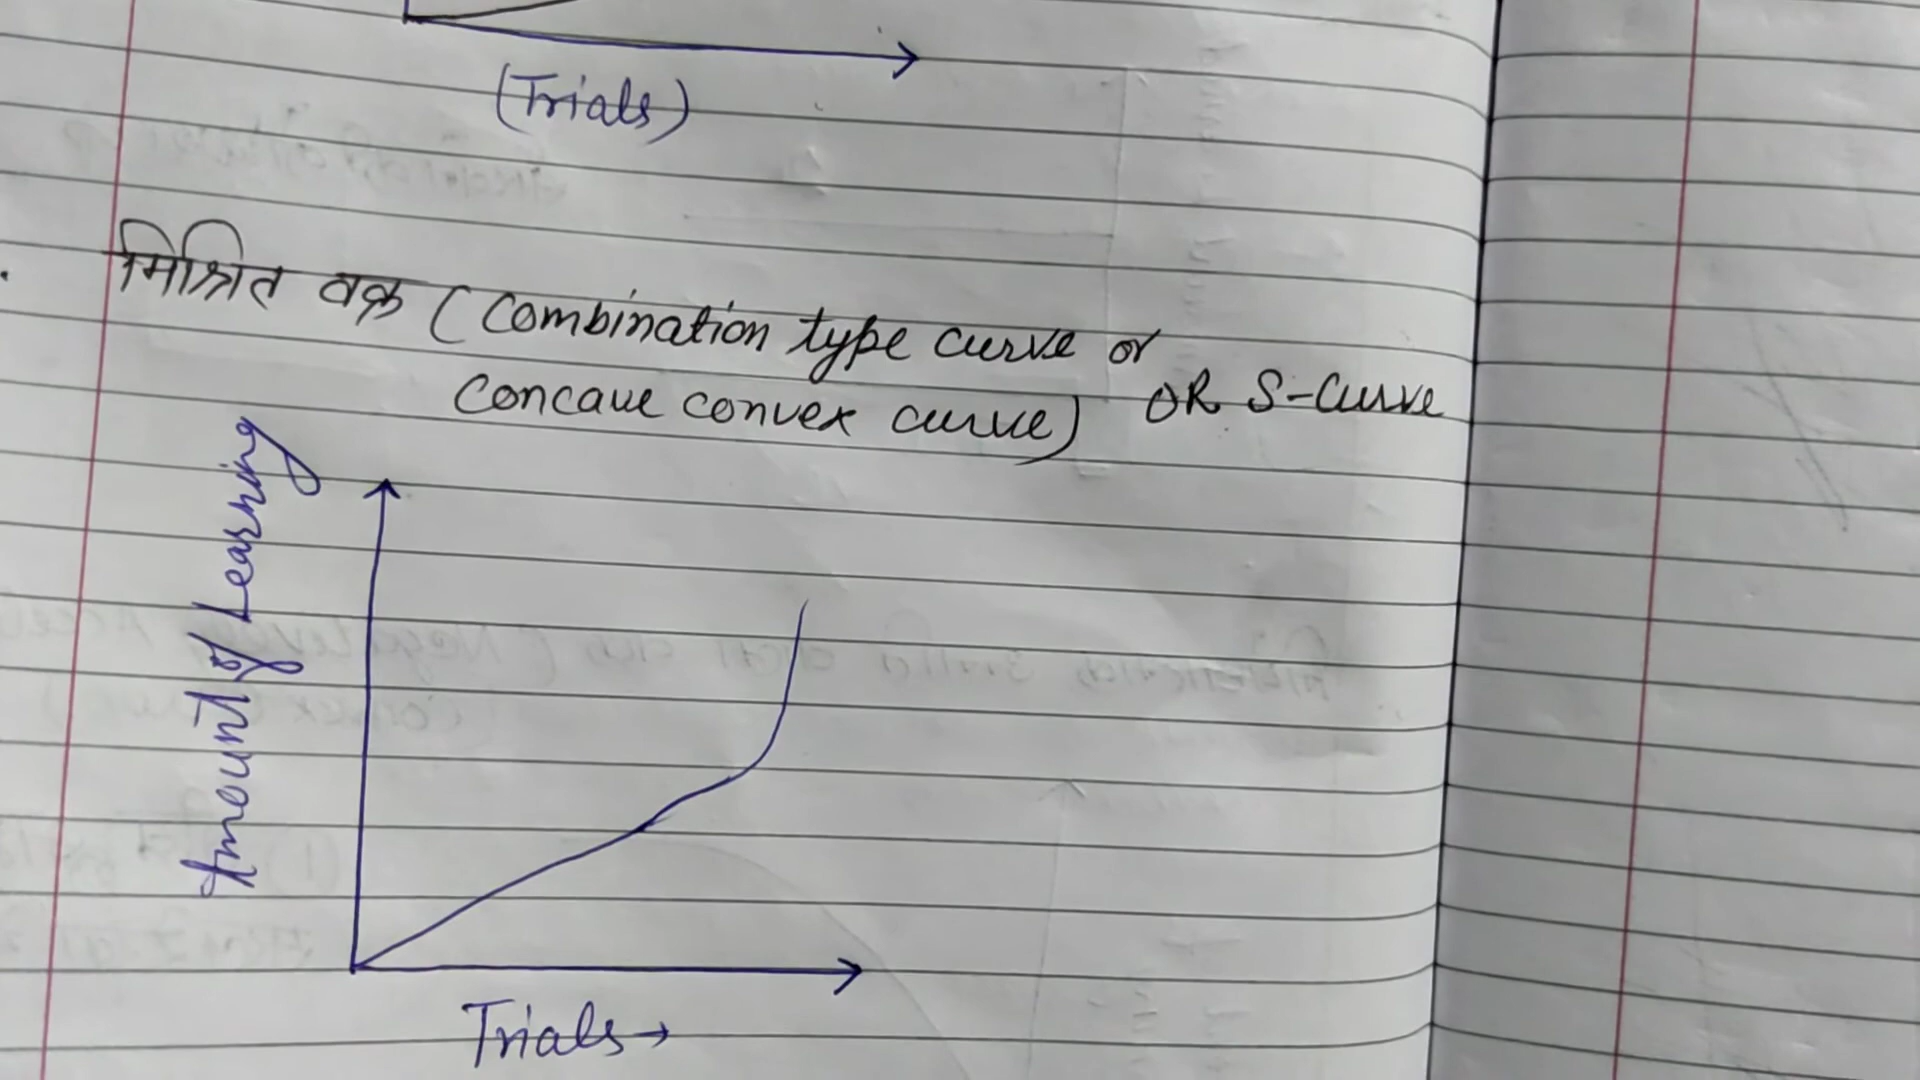 (Trials)
मिश्रित वक्र (Combination type curve or
concave convex curve) OR S-Curve
Amount of Learning
Trials→